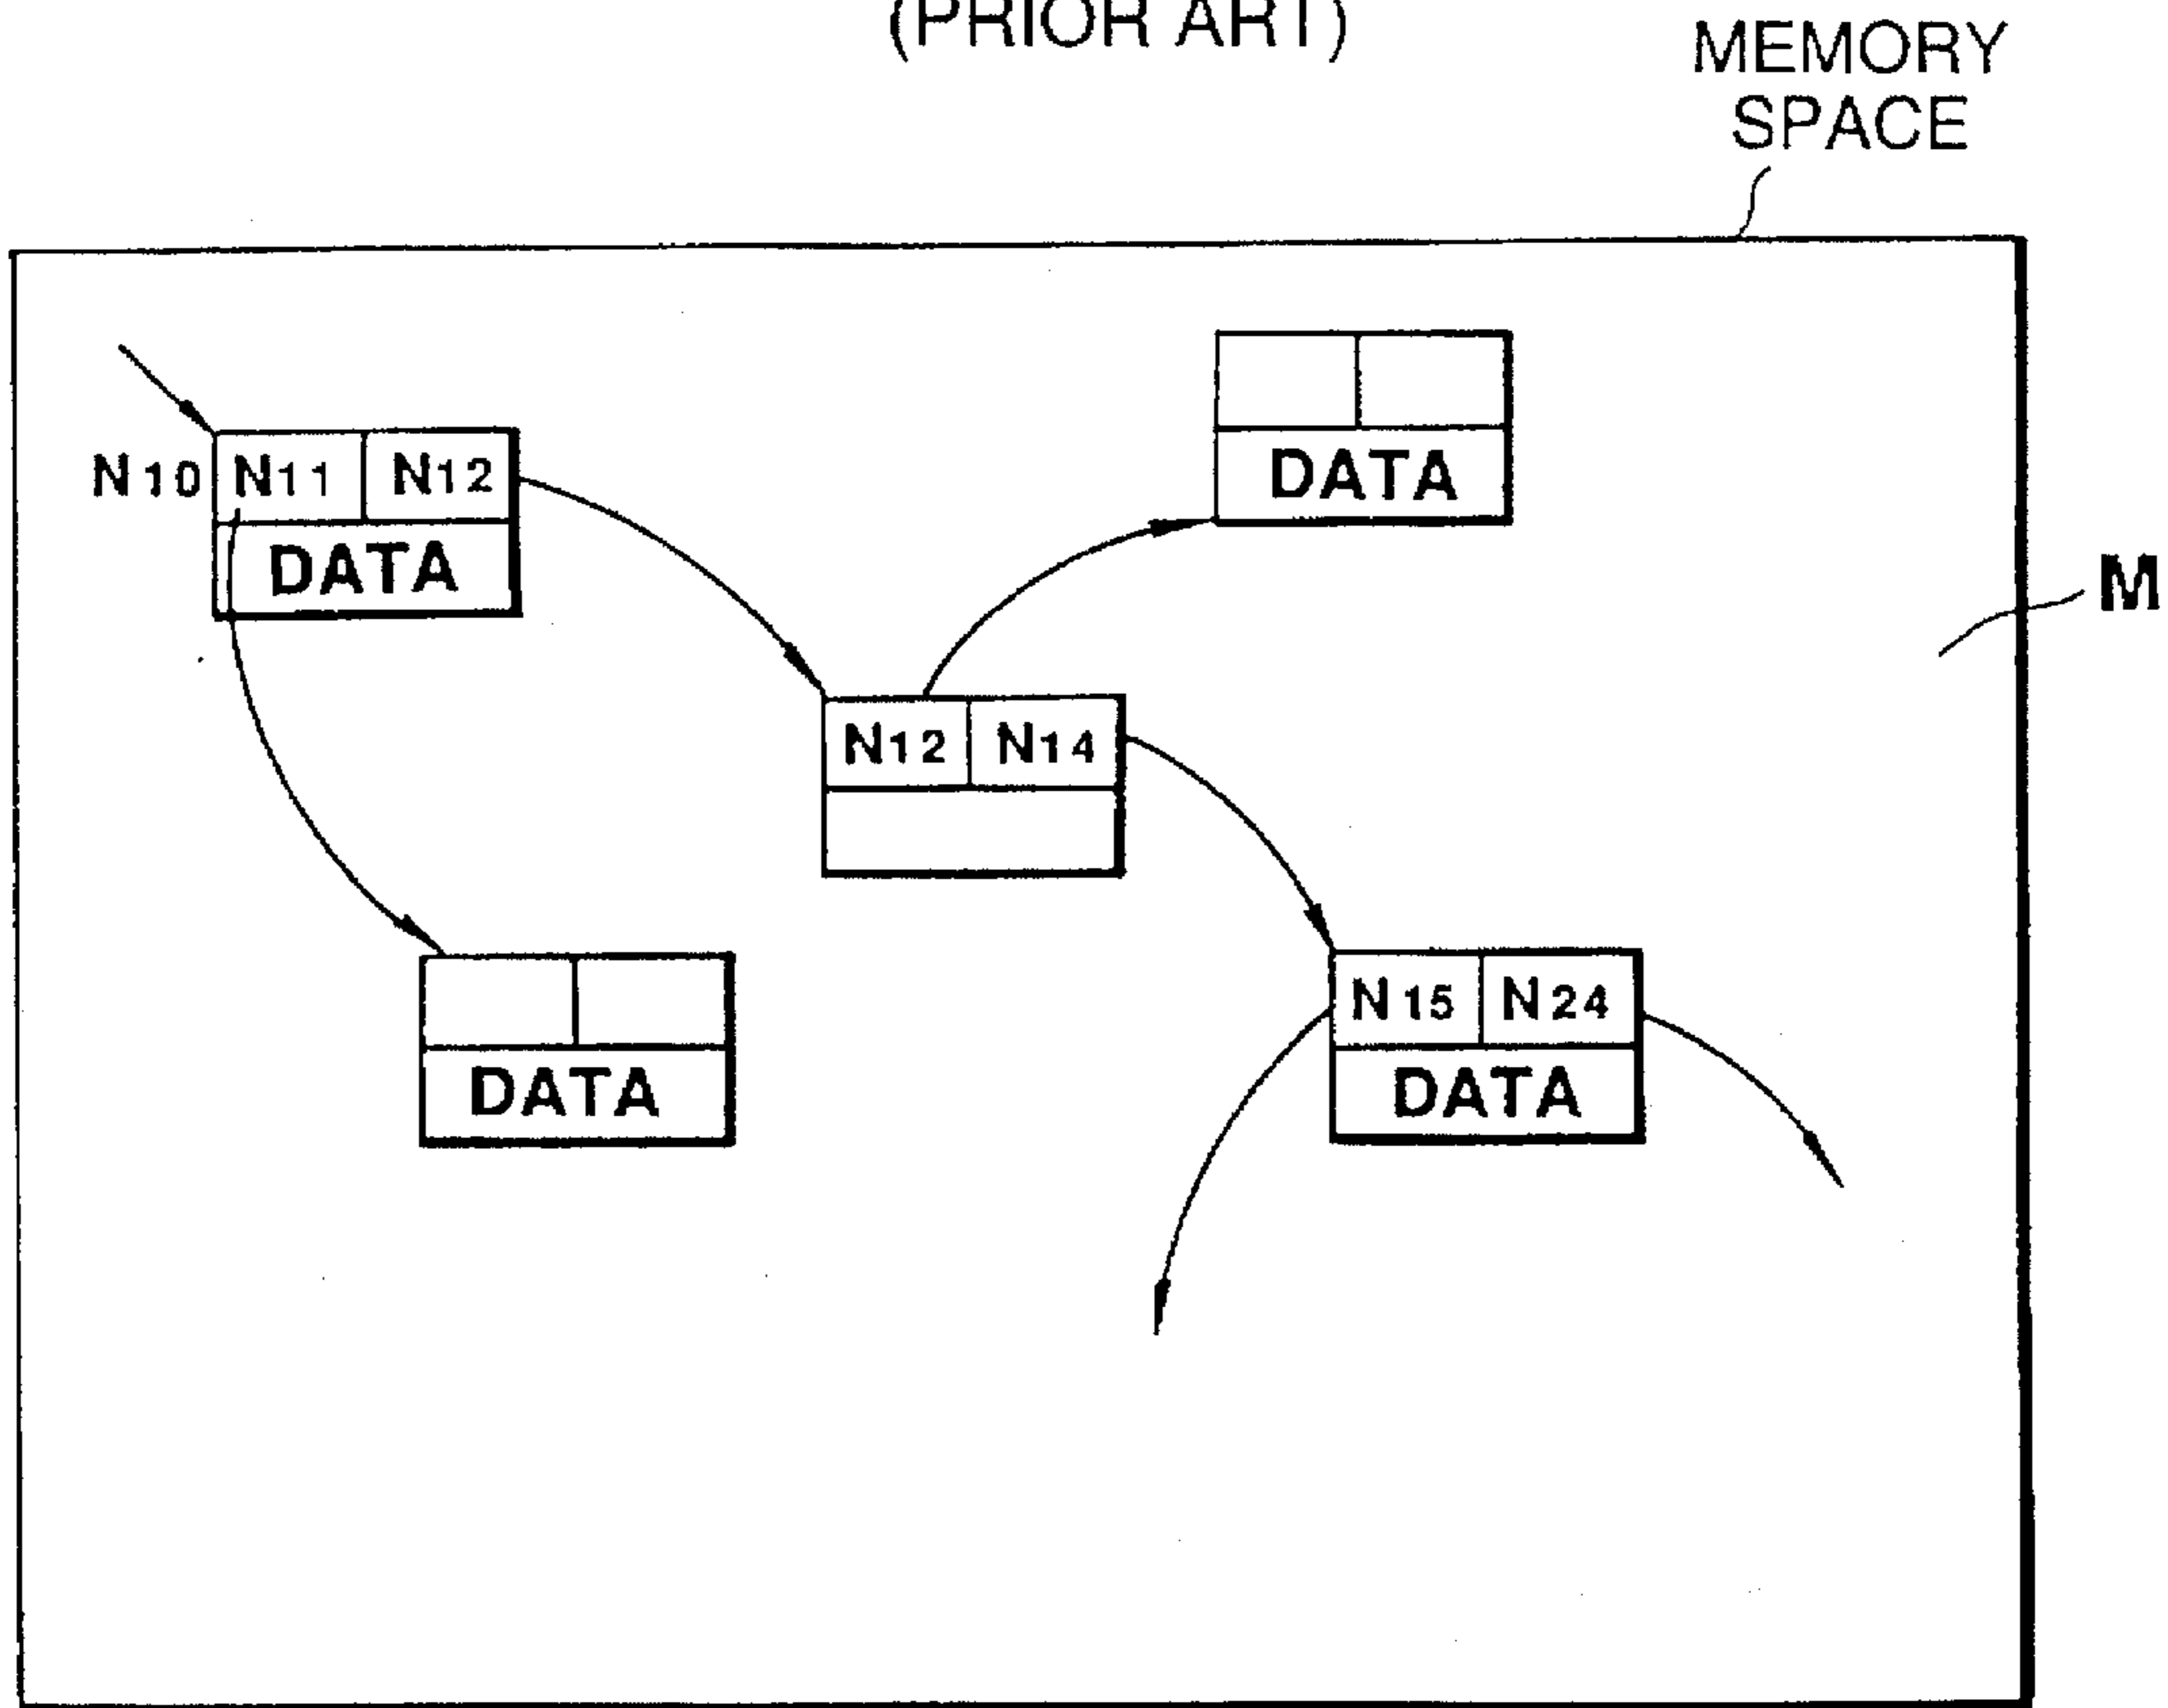 (PRIOR ART)
MEMORY
SPACE
N10 N11 N12
DATA
DATA
M
N12 N14
N15 N24
DATA
DATA